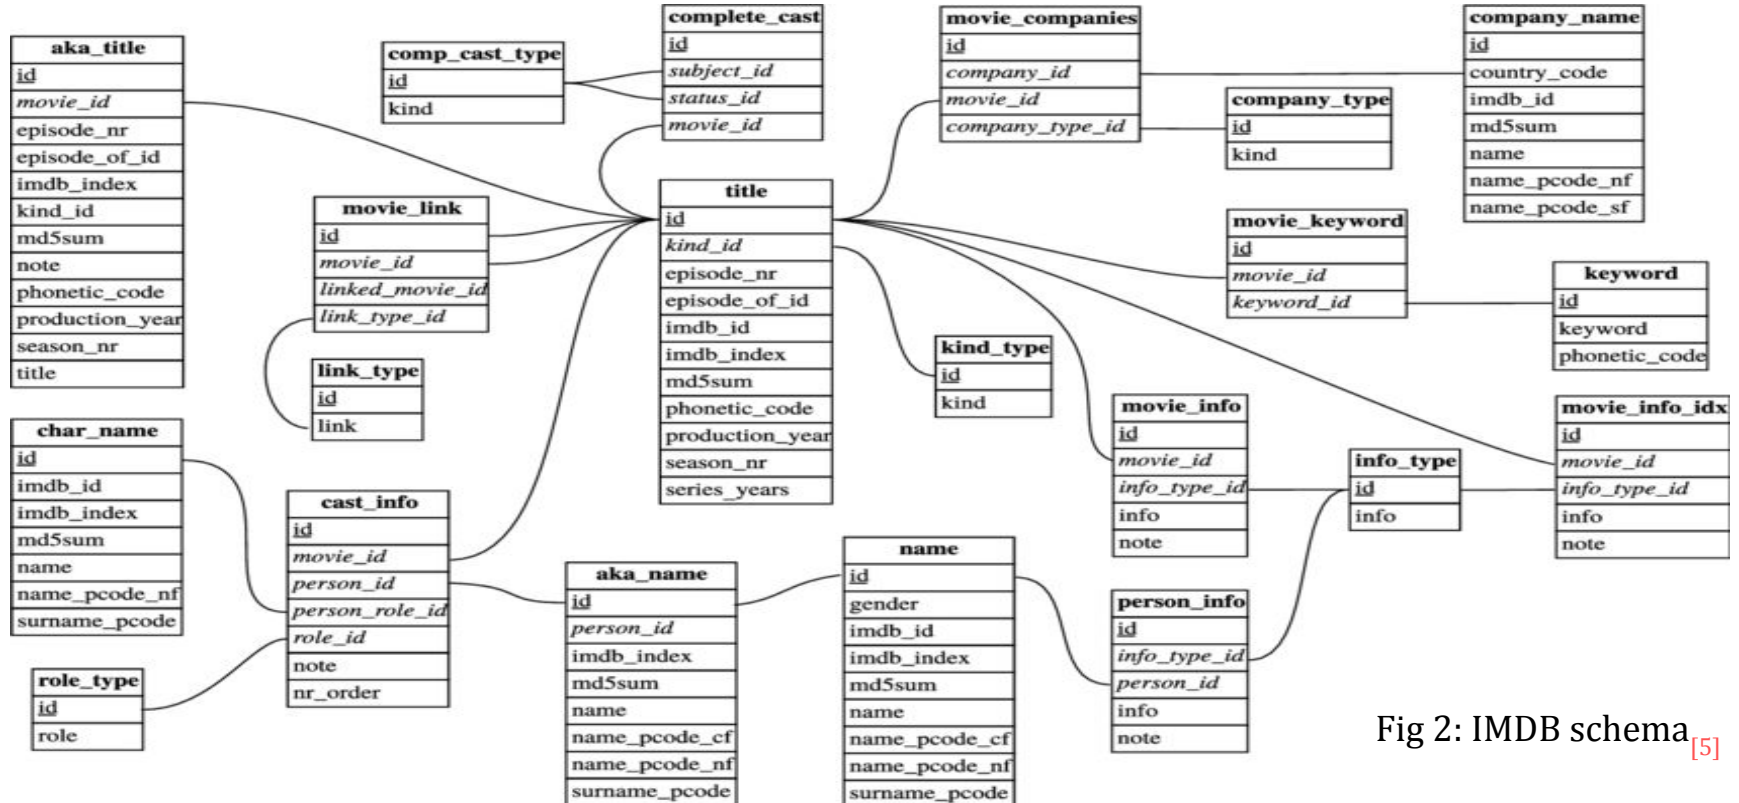 aka_title
id
movie_id
episode_nr
episode_of_id
imdb_index
kind_id
md5sum
note
phonetic_code
production_year
season_nr
title
comp_cast_type
id
kind
complete_cast
id
subject_id
status_id
movie_id
movie_companies
id
company_id
movie_id
company_type_id
company_name
id
country_code
imdb_id
md5sum
name
name_pcode_nf
name_pcode_sf
company_type
id
kind
movie_link
id
movie_id
linked_movie_id
link_type_id
title
id
kind_id
episode_nr
episode_of_id
imdb_id
imdb_index
md5sum
phonetic_code
production_year
season_nr
series_years
movie_keyword
id
movie_id
keyword_id
keyword
id
keyword
phonetic_code
link_type
id
link
kind_type
id
kind
char_name
id
imdb_id
imdb_index
md5sum
name
name_pcode_nf
surname_pcode
cast_info
id
movie_id
person_id
person_role_id
role_id
note
nr_order
movie_info
id
movie_id
info_type_id
info
note
info_type
id
info
movie_info_idx
id
movie_id
info_type_id
info
note
role_type
id
role
aka_name
id
person_id
imdb_index
md5sum
name
name_pcode_cf
name_pcode_nf
surname_pcode
name
id
gender
imdb_id
imdb_index
md5sum
name
name_pcode_cf
name_pcode_nf
surname_pcode
person_info
id
info_type_id
person_id
info
note
Fig 2: IMDB schema[5]